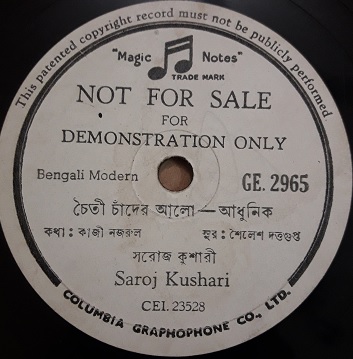 This patented copyright record must not be publicly performed.
"Magic Notes"
TRADE MARK
NOT FOR SALE
FOR
DEMONSTRATION ONLY
Bengali Modern
GE. 2965
চৈতী চাঁদের আলো — আধুনিক
কথা : কাজী নজরুল সুর : শৈলেশ দত্তগুপ্ত
সরোজ কুশারী
Saroj Kushari
CEI. 23528
COLUMBIA GRAPHOPHONE CO., LTD.